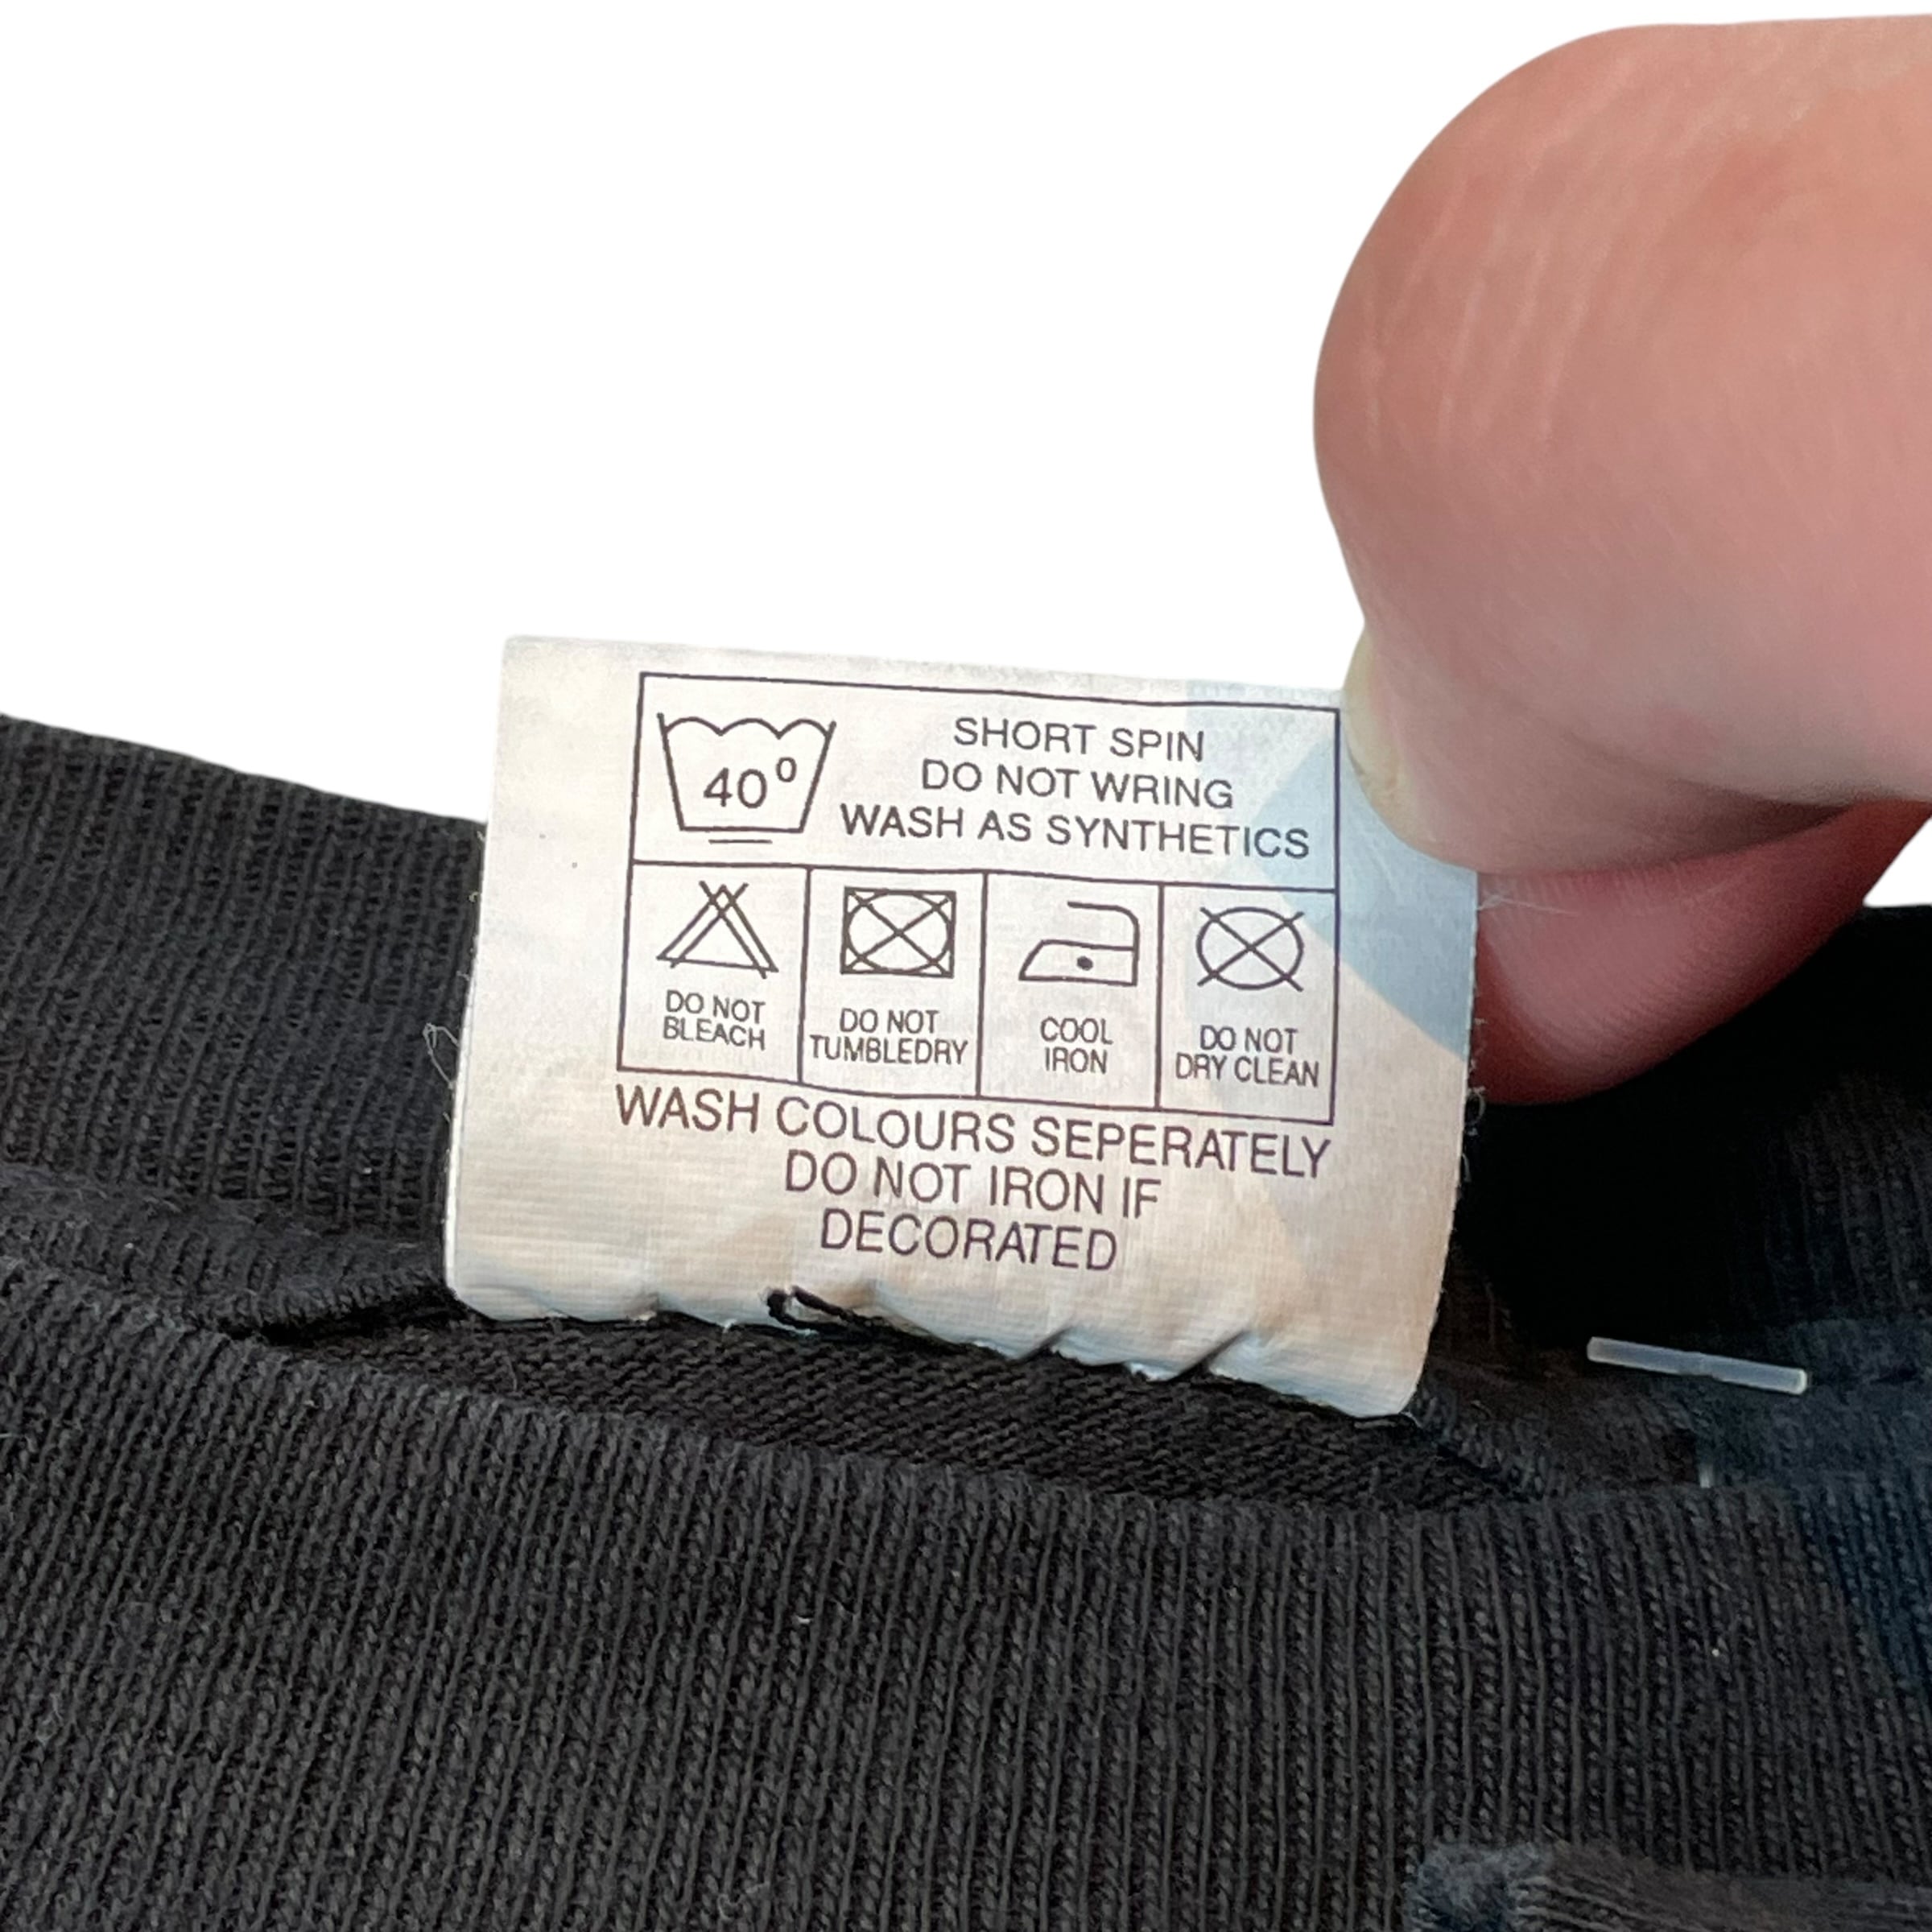 40°
SHORT SPIN
DO NOT WRING
WASH AS SYNTHETICS
DO NOT
BLEACH
DO NOT
TUMBLEDRY
COOL
IRON
DO NOT
DRY CLEAN
WASH COLOURS SEPERATELY
DO NOT IRON IF
DECORATED